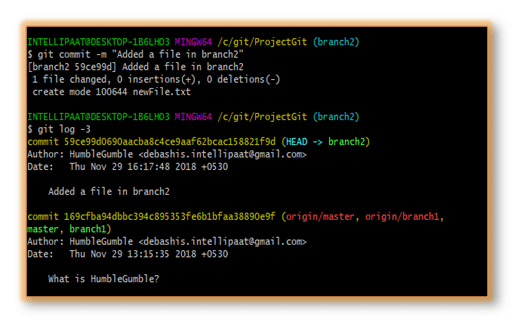 INTELLIPAAT@DESKTOP-1B6LHO3 MINGW64 /c/git/ProjectGit (branch2)
$ git commit -m "Added a file in branch2"
[branch2 59ce99d] Added a file in branch2
1 file changed, 0 insertions(+), 0 deletions(-)
create mode 100644 newFile.txt
INTELLIPAAT@DESKTOP-1B6LHO3 MINGW64 /c/git/ProjectGit (branch2)
$ git log -3
commit 59ce99d0690aacba8c4ce9aaf62bcac158821f9d (HEAD -> branch2)
Author: HumbleGumble <debashis.intellipaat@gmail.com>
Date: Thu Nov 29 16:17:48 2018 +0530
Added a file in branch2
commit 169cfba94dbbc394c895353fe6b1bfaa38890e9f (origin/master, origin/branch1,
master, branch1)
Author: HumbleGumble <debashis.intellipaat@gmail.com>
Date: Thu Nov 29 13:15:35 2018 +0530
What is HumbleGumble?